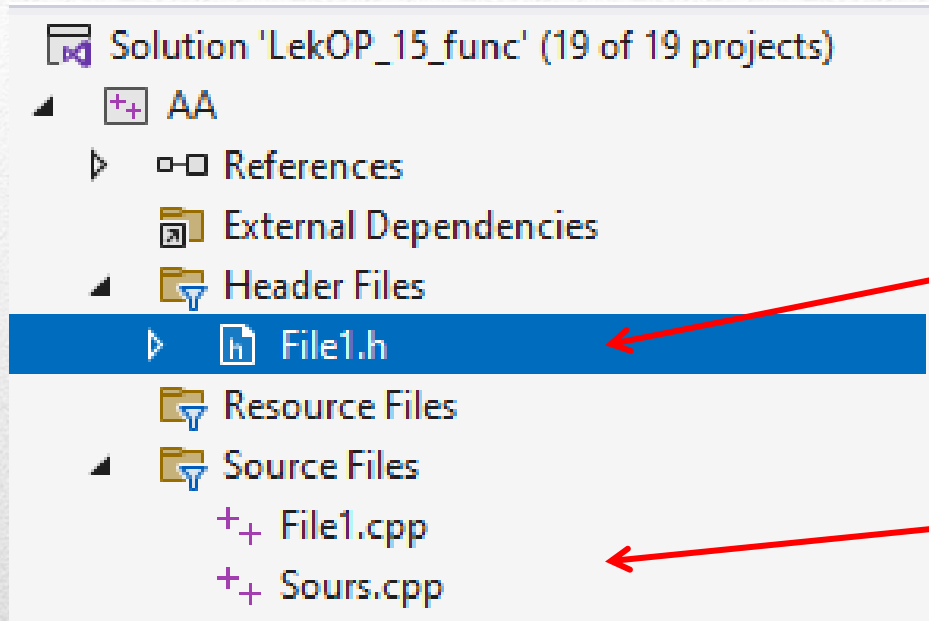 Solution 'LekOP_15_func' (19 of 19 projects)
++ AA
References
External Dependencies
Header Files
h File1.h
Resource Files
Source Files
++ File1.cpp
++ Sours.cpp